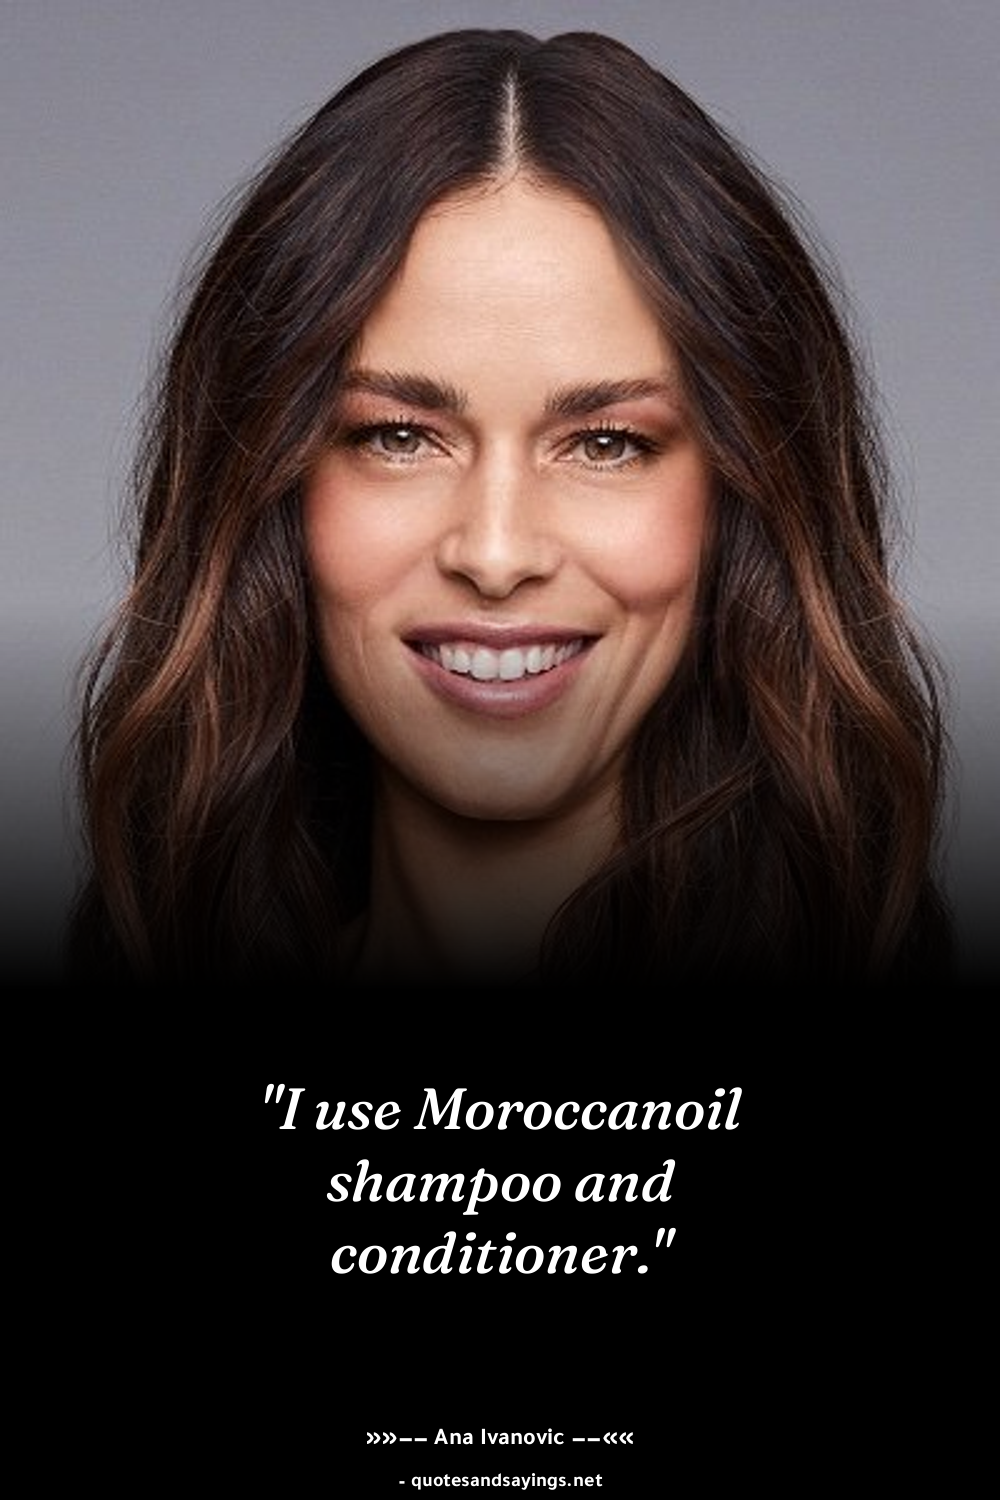 "I use Moroccanoil
shampoo and
conditioner."
»»−− Ana Ivanovic −−««
- quotesandsayings.net